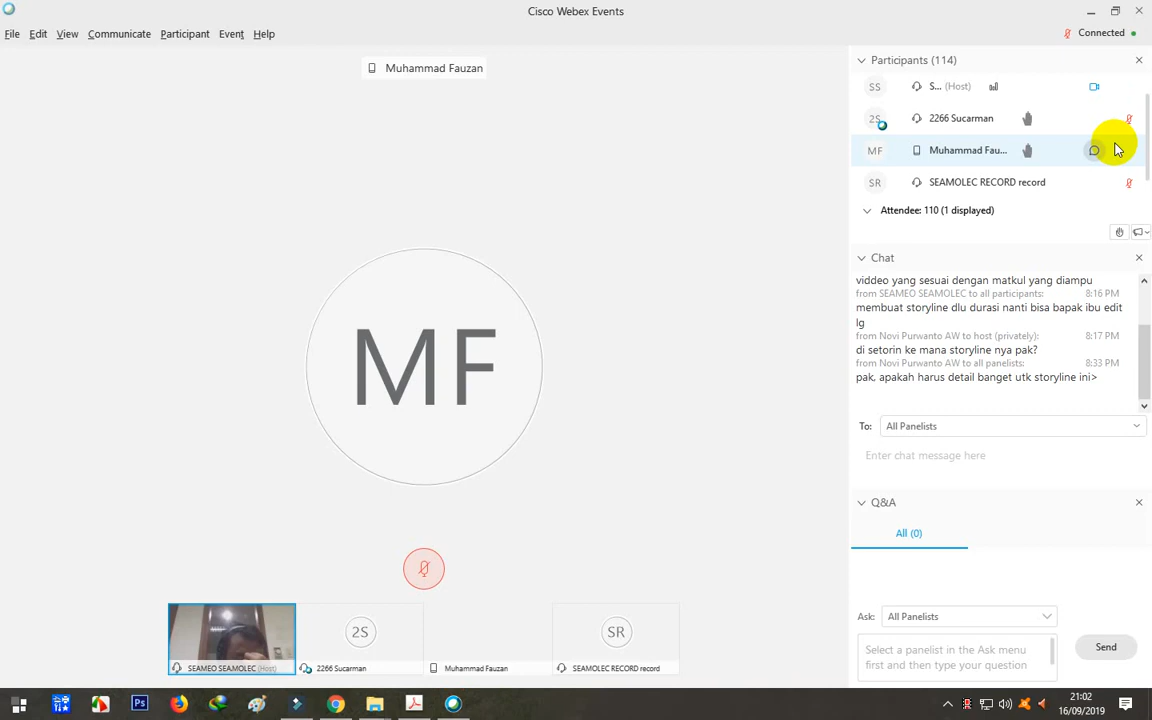 Cisco Webex Events
File Edit View Communicate Participant Event Help
Connected
Muhammad Fauzan
Participants (114)
SS S... (Host)
2S 2266 Sucarman
MF Muhammad Fau...
SR SEAMOLEC RECORD record
Attendee: 110 (1 displayed)
Chat
viddeo yang sesuai dengan matkul yang diampu
from SEAMEO SEAMOLEC to all participants: 8:16 PM
membuat storyline dlu durasi nanti bisa bapak ibu edit
lg
from Novi Purwanto AW to host (privately): 8:17 PM
di setorin ke mana storyline nya pak?
from Novi Purwanto AW to all panelists: 8:33 PM
pak, apakah harus detail banget utk storyline ini>
To: All Panelists
Enter chat message here
Q&A
All (0)
Ask: All Panelists
Select a panelist in the Ask menu
first and then type your question
Send
MF
2S
SR
SEAMEO SEAMOLEC (Host)
2266 Sucarman
Muhammad Fauzan
SEAMOLEC RECORD record
Ps
21:02
16/09/2019